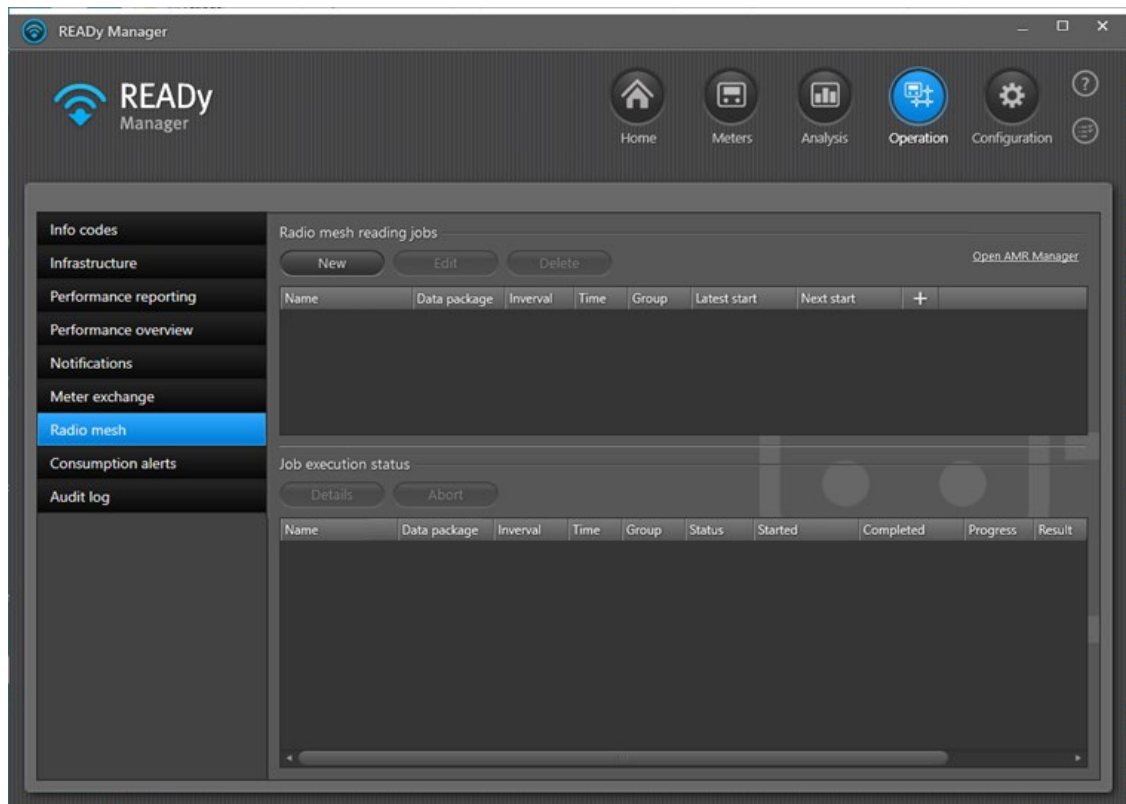 READy Manager
READy
Manager
Home Meters Analysis Operation Configuration
?
Info codes
Infrastructure
Performance reporting
Performance overview
Notifications
Meter exchange
Radio mesh
Consumption alerts
Audit log
Radio mesh reading jobs
New Edit Delete Open AMR Manager
Name Data package Inverval Time Group Latest start Next start +
Job execution status
Details Abort
Name Data package Inverval Time Group Status Started Completed Progress Result